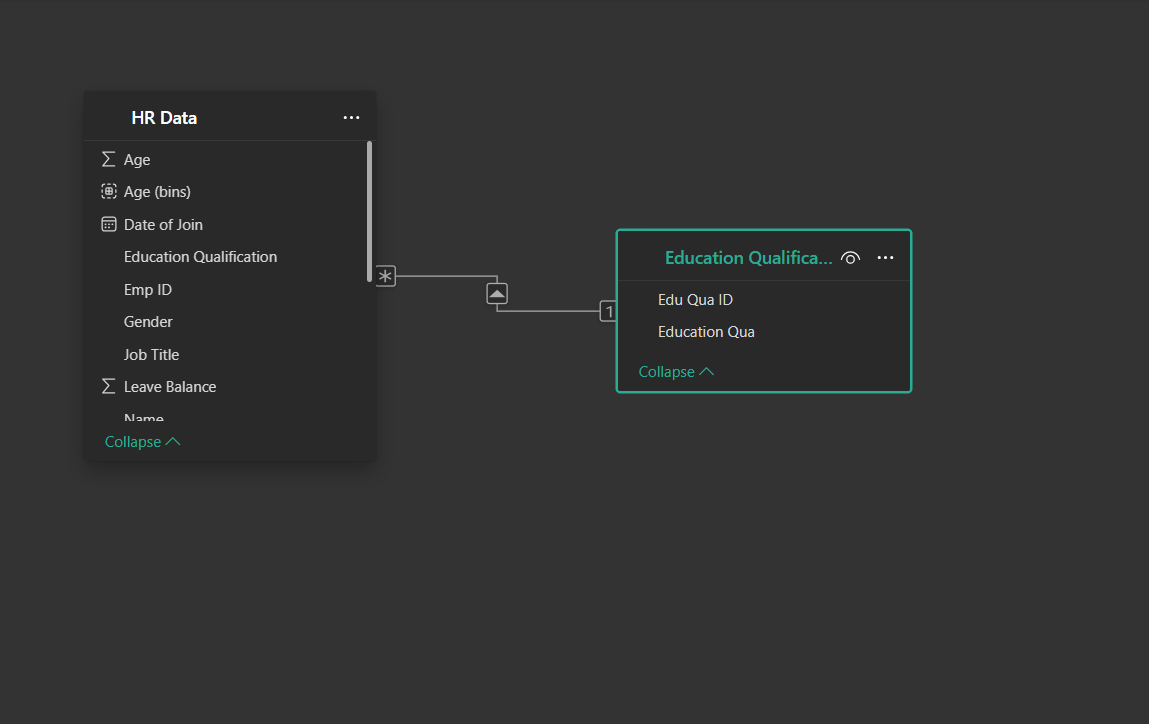 HR Data
Age
Age (bins)
Date of Join
Education Qualification
Emp ID
Gender
Job Title
Leave Balance
Name
Collapse
*
1
Education Qualifica...
Edu Qua ID
Education Qua
Collapse